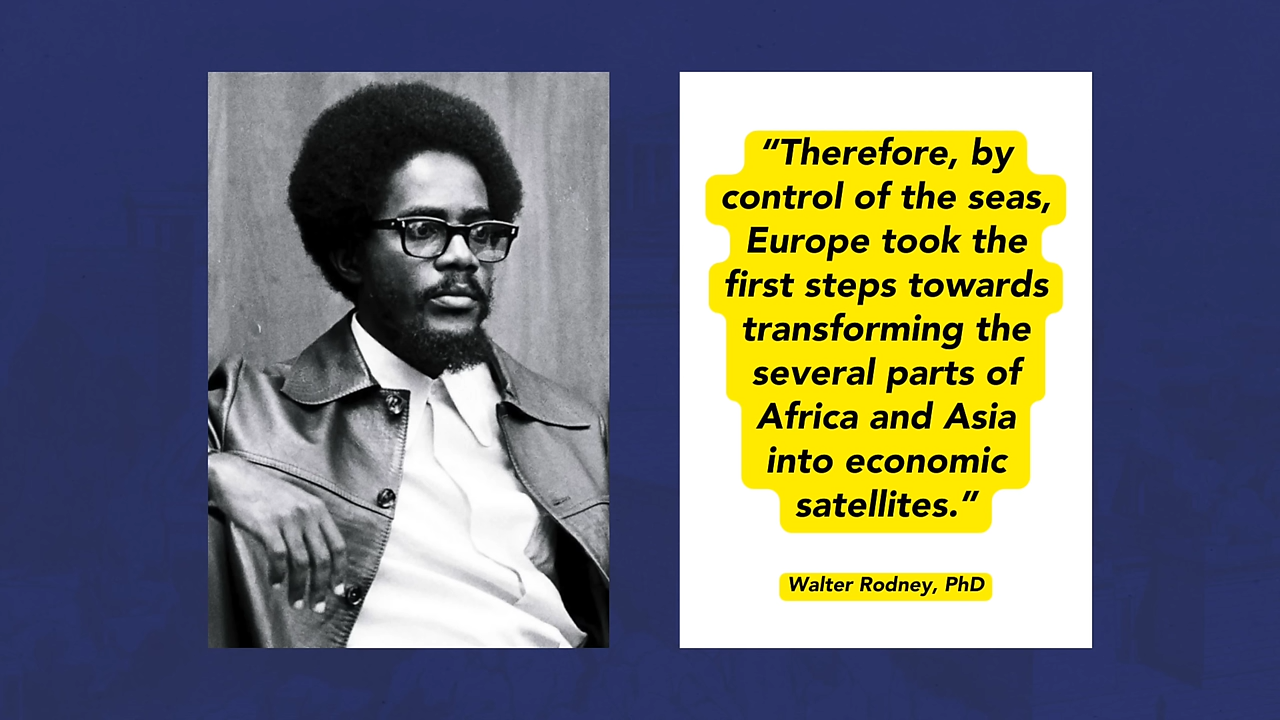 “Therefore, by
control of the seas,
Europe took the
first steps towards
transforming the
several parts of
Africa and Asia
into economic
satellites.”
Walter Rodney, PhD